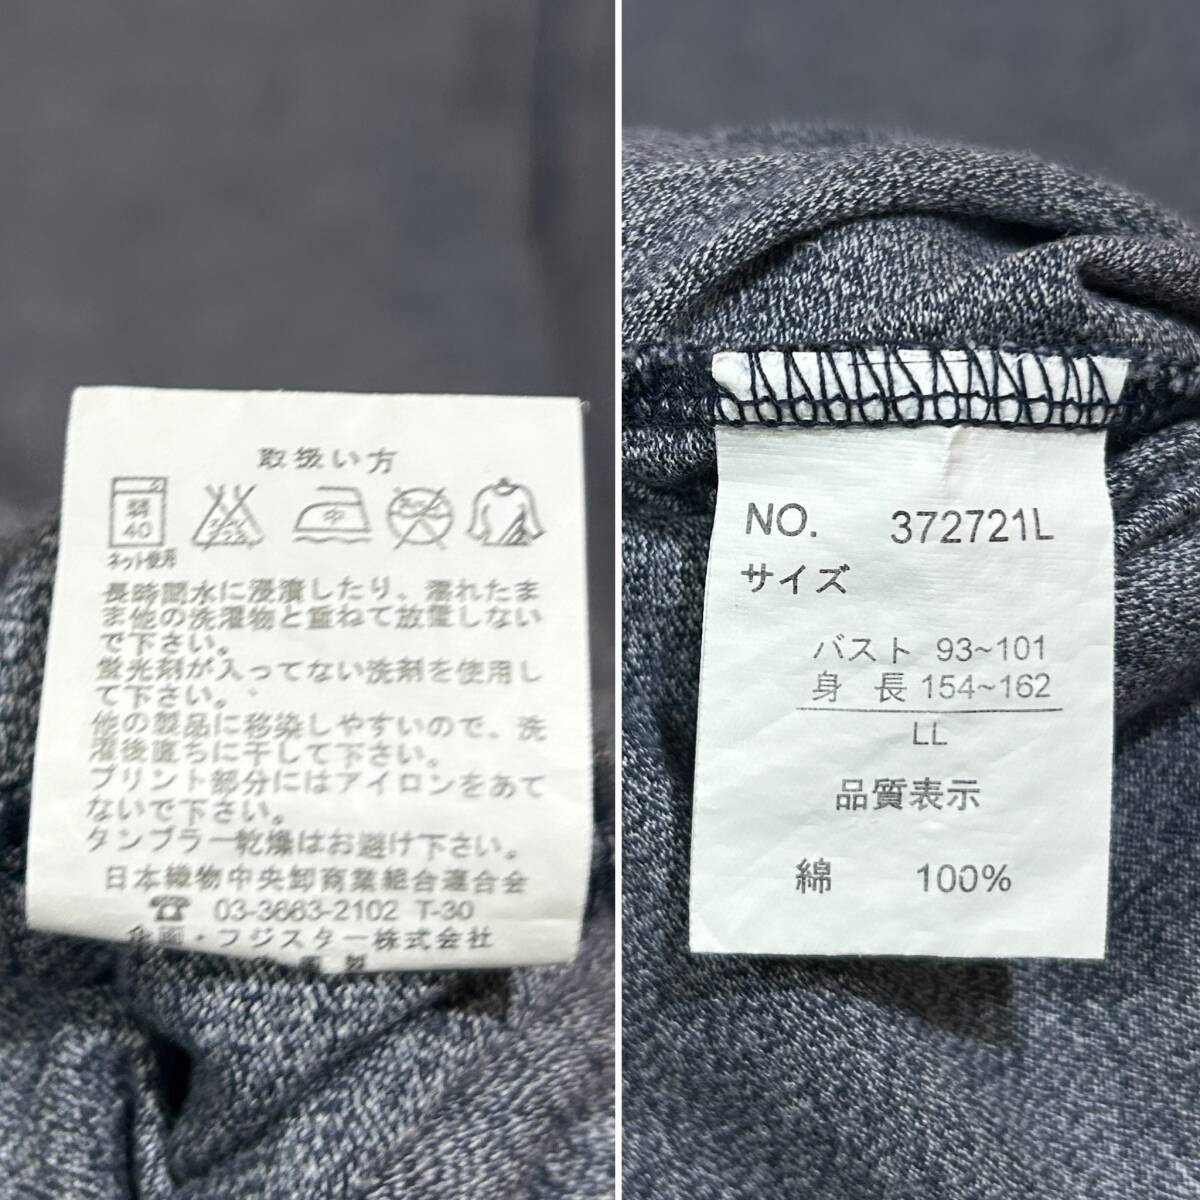 取扱い方
弱
40
ネット使用
中
長時間水に浸漬したり、濡れたま
ま他の洗濯物と重ねて放置しない
で下さい。
蛍光剤が入ってない洗剤を使用し
て下さい。
他の製品に移染しやすいので、洗
濯後直ちに干して下さい。
プリント部分にはアイロンをあて
ないで下さい。
タンブラー乾燥はお避け下さい。
日本織物中央卸商業組合連合会
☎ 03-3663-2102 T-30
企画・フジスター株式会社
製
NO. 372721L
サイズ
バスト 93~101
身 長 154~162
LL
品質表示
綿 100%